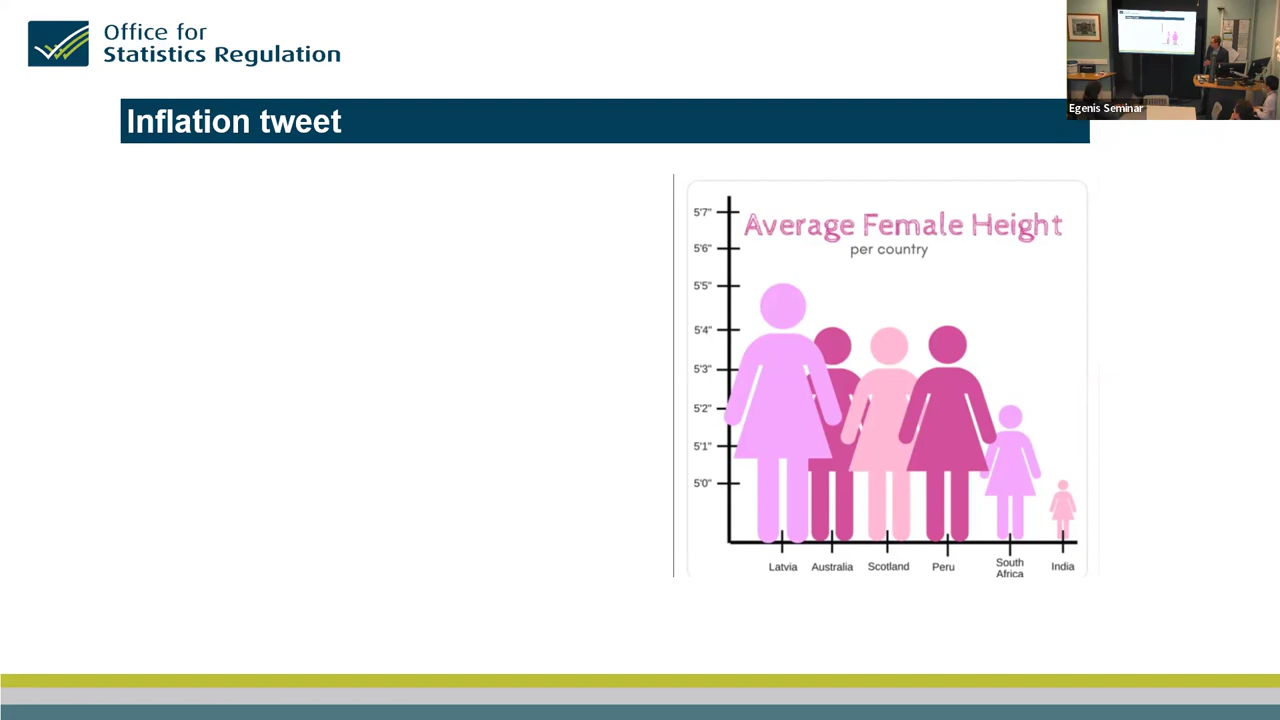 Office for
Statistics Regulation
Egenis Seminar
Inflation tweet
Average Female Height
per country
5'7"
5'6"
5'5"
5'4"
5'3"
5'2"
5'1"
5'0"
Latvia Australia Scotland Peru South Africa India